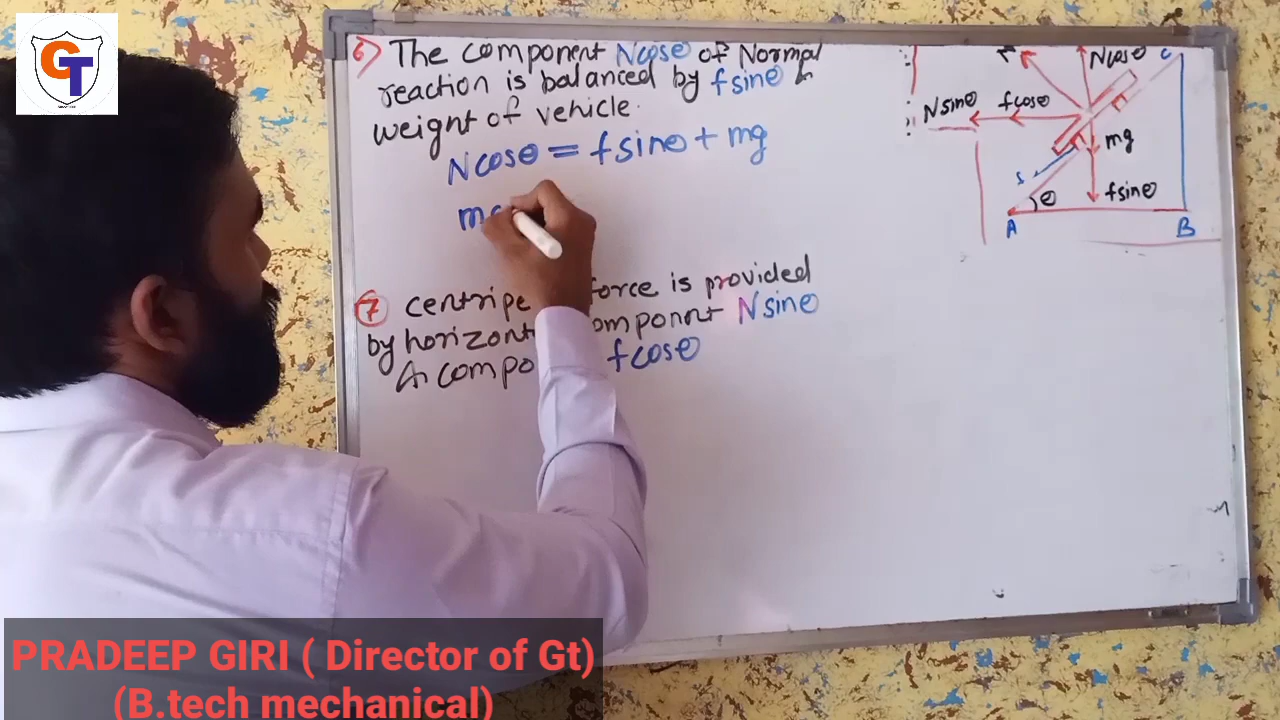 GT
6) The component Ncosθ of Normal
reaction is balanced by fsinθ &
weight of vehicle.
Ncosθ = fsinθ + mg
mg
7 centripe force is provided
by horizont omponent Nsinθ
& compo fcosθ
Ncosθ
C
Nsinθ fcosθ
mg
s
θ
fsinθ
A B
PRADEEP GIRI ( Director of Gt)
(B.tech mechanical)